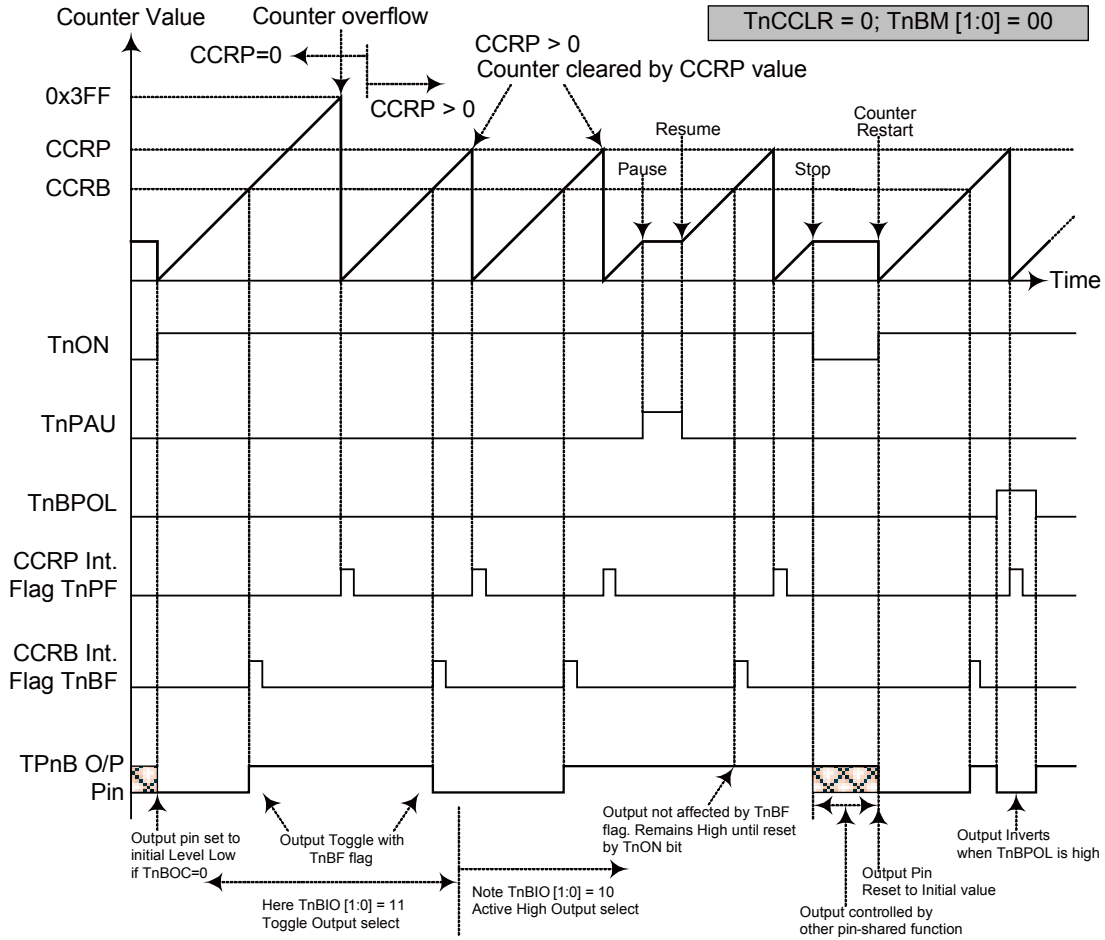 Counter Value
Counter overflow
TnCCLR = 0; TnBM [1:0] = 00
CCRP=0
CCRP > 0
CCRP > 0
Counter cleared by CCRP value
0x3FF
CCRP
CCRB
Pause
Resume
Stop
Counter
Restart
Time
TnON
TnPAU
TnBPOL
CCRP Int.
Flag TnPF
CCRB Int.
Flag TnBF
TPnB O/P
Pin
Output pin set to
initial Level Low
if TnBOC=0
Output Toggle with
TnBF flag
Here TnBIO [1:0] = 11
Toggle Output select
Note TnBIO [1:0] = 10
Active High Output select
Output not affected by TnBF
flag. Remains High until reset
by TnON bit
Output controlled by
other pin-shared function
Output Pin
Reset to Initial value
Output Inverts
when TnBPOL is high